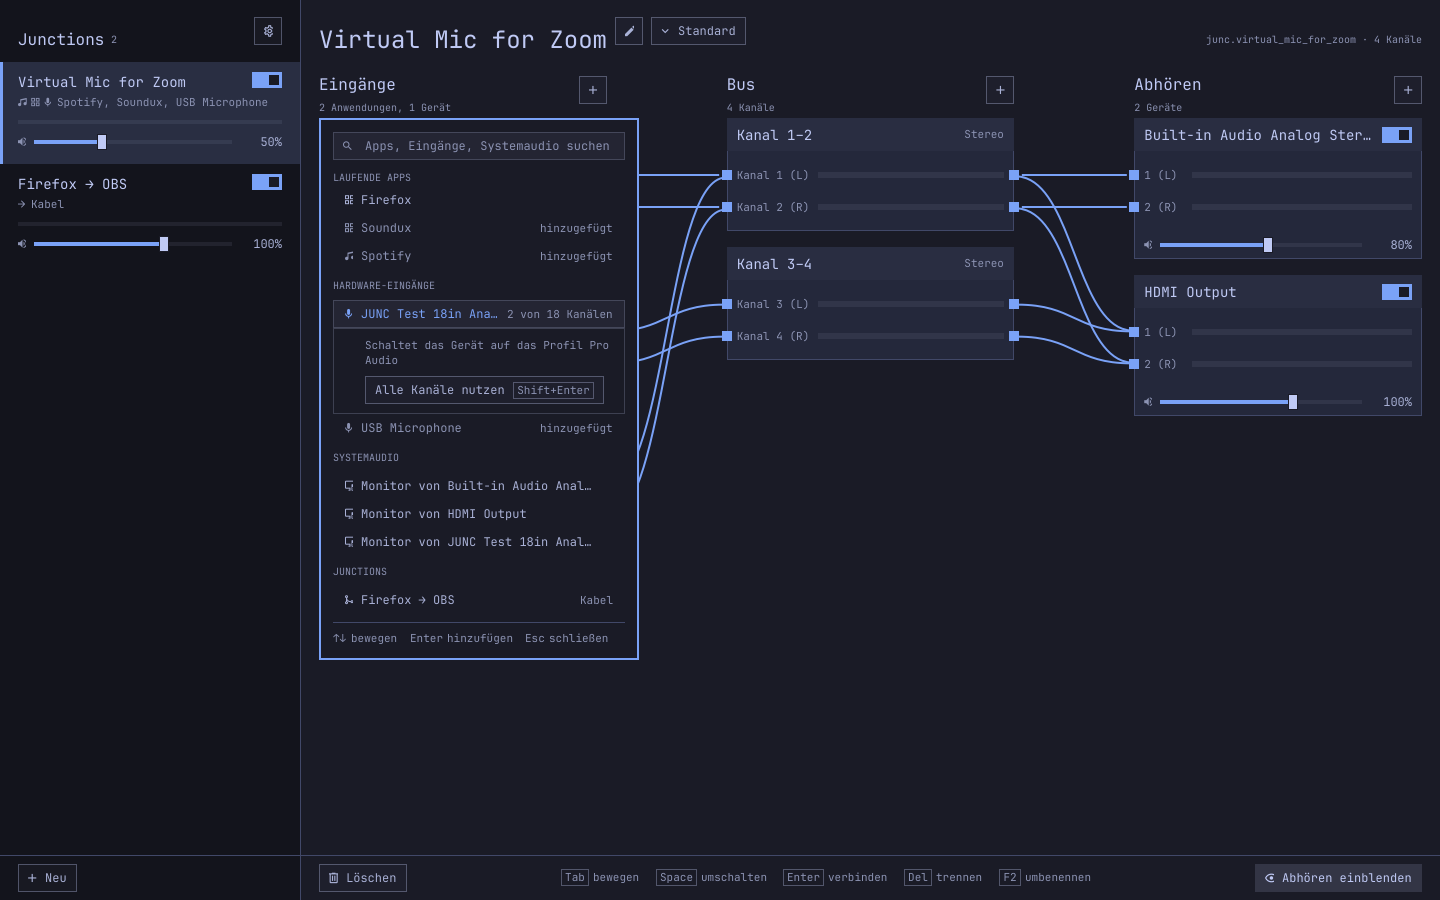 Junctions 2
Virtual Mic for Zoom
Spotify, Soundux, USB Microphone
50%
Firefox → OBS
→ Kabel
100%
+ Neu
Virtual Mic for Zoom
Standard
junc.virtual_mic_for_zoom · 4 Kanäle
Eingänge
+
2 Anwendungen, 1 Gerät
Apps, Eingänge, Systemaudio suchen
LAUFENDE APPS
Firefox
Soundux hinzugefügt
Spotify hinzugefügt
HARDWARE-EINGÄNGE
JUNC Test 18in Ana… 2 von 18 Kanälen
Schaltet das Gerät auf das Profil Pro
Audio
Alle Kanäle nutzen Shift+Enter
USB Microphone hinzugefügt
SYSTEMAUDIO
Monitor von Built-in Audio Anal…
Monitor von HDMI Output
Monitor von JUNC Test 18in Anal…
JUNCTIONS
Firefox → OBS Kabel
↑↓ bewegen Enter hinzufügen Esc schließen
Bus
+
4 Kanäle
Kanal 1–2 Stereo
Kanal 1 (L)
Kanal 2 (R)
Kanal 3–4 Stereo
Kanal 3 (L)
Kanal 4 (R)
Abhören
+
2 Geräte
Built-in Audio Analog Ster…
1 (L)
2 (R)
80%
HDMI Output
1 (L)
2 (R)
100%
Löschen
Tab bewegen Space umschalten Enter verbinden Del trennen F2 umbenennen
Abhören einblenden